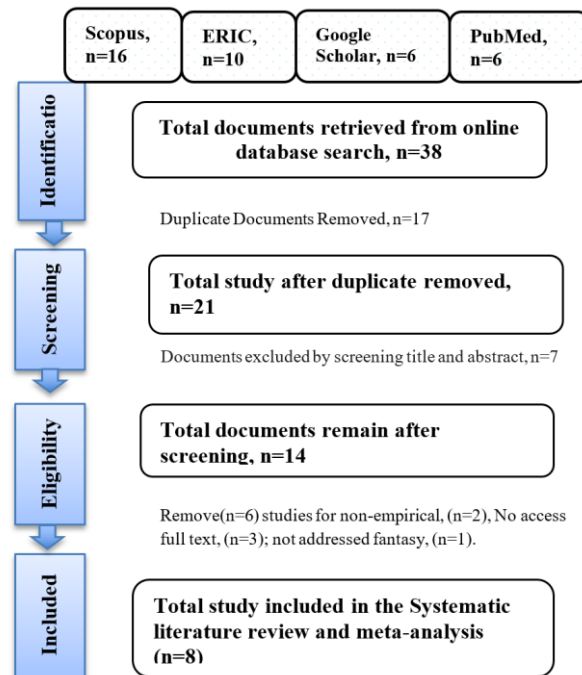 Scopus,
n=16
ERIC,
n=10
Google
Scholar, n=6
PubMed,
n=6
Identificatio
Total documents retrieved from online
database search, n=38
Duplicate Documents Removed, n=17
Screening
Total study after duplicate removed,
n=21
Documents excluded by screening title and abstract, n=7
Eligibility
Total documents remain after
screening, n=14
Remove(n=6) studies for non-empirical, (n=2), No access
full text, (n=3); not addressed fantasy, (n=1).
Included
Total study included in the Systematic
literature review and meta-analysis
(n=8)